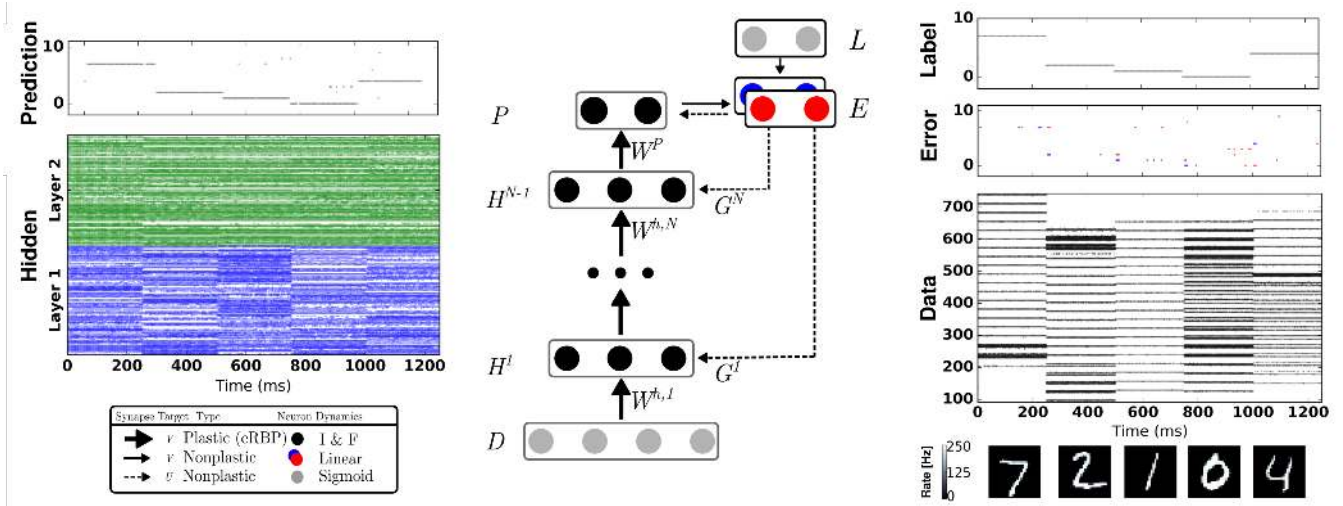 Prediction
10
0
Hidden
Layer 2
Layer 1
0 200 400 600 800 1000 1200
Time (ms)
Synapse Target Type Neuron Dynamics
v Plastic (eRBP) I & F
v Nonplastic Linear
Nonplastic Sigmoid
L
P E
W^P
H^{N-1} G^N
W^{h,N}
H^1 G^1
W^{h,1}
D
Label
10
0
Error
10
0
Data
700
600
500
400
300
200
100
0 200 400 600 800 1000 1200
Time (ms)
Rate [Hz]
250
125
0
7 2 1 0 4